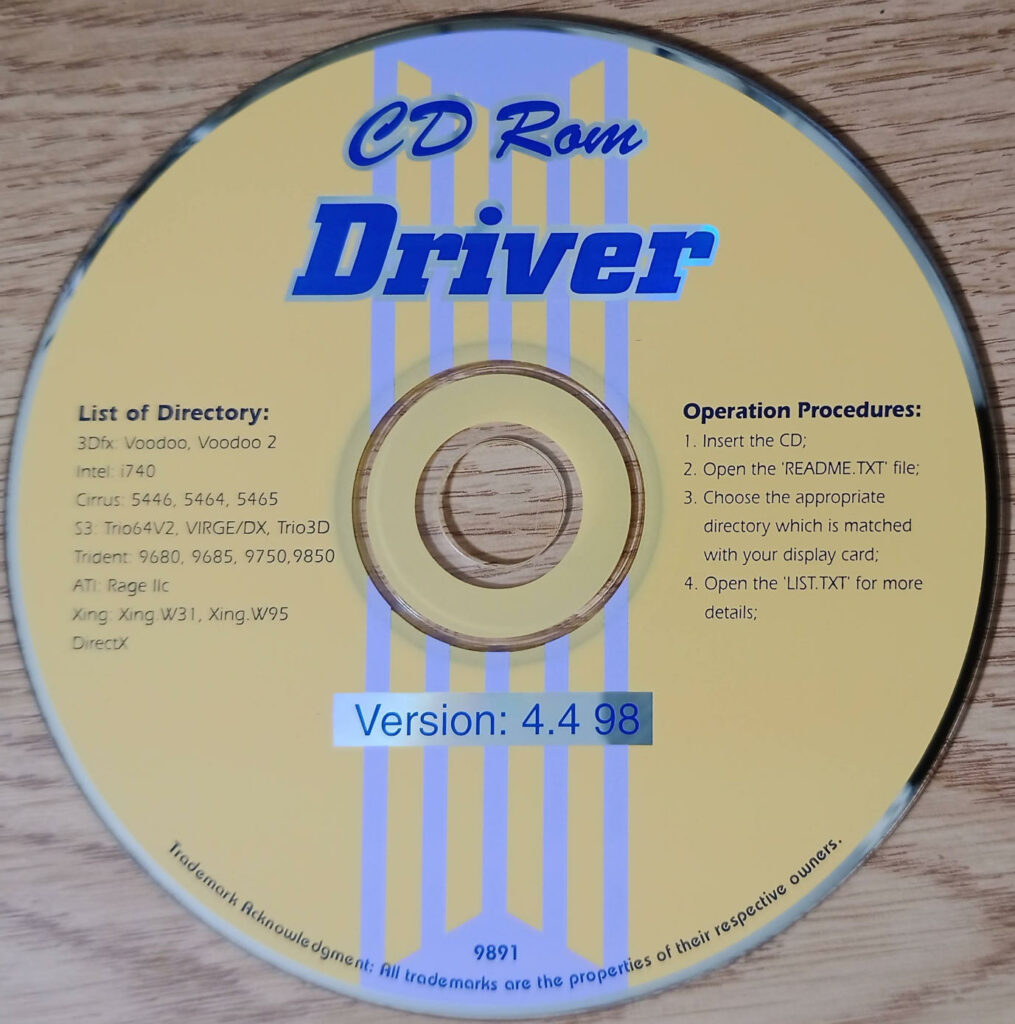 CD Rom
Driver
List of Directory:
3Dfx: Voodoo, Voodoo 2
Intel: i740
Cirrus: 5446, 5464, 5465
S3: Trio64V2, VIRGE/DX, Trio3D
Trident: 9680, 9685, 9750,9850
ATI: Rage IIc
Xing: Xing.W31, Xing.W95
DirectX
Operation Procedures:
1. Insert the CD;
2. Open the 'README.TXT' file;
3. Choose the appropriate
directory which is matched
with your display card;
4. Open the 'LIST.TXT' for more
details;
Version: 4.4 98
9891
Trademark Acknowledgment: All trademarks are the properties of their respective owners.